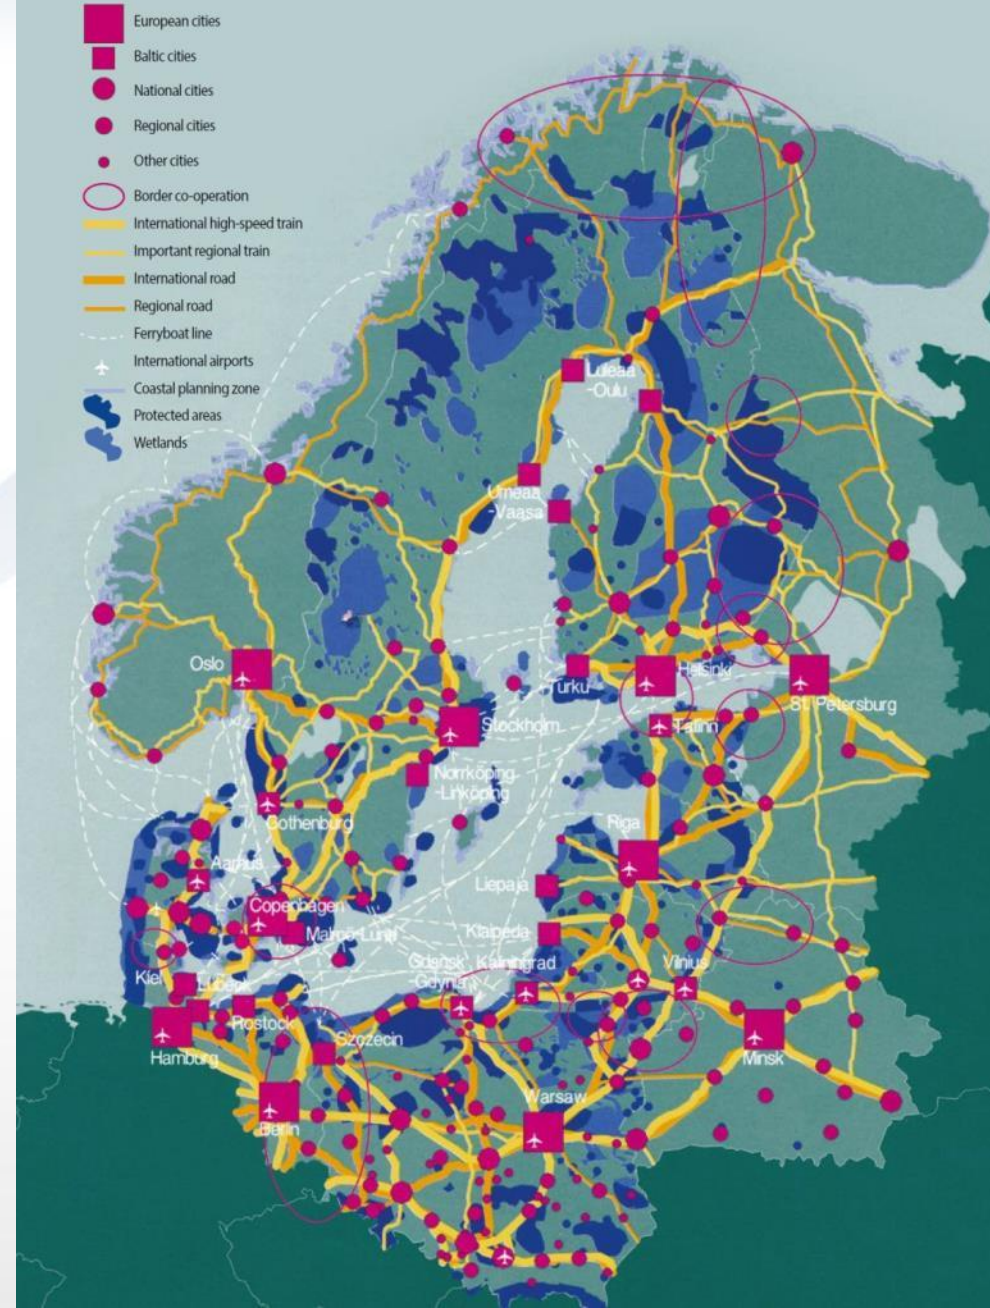 European cities
Baltic cities
National cities
Regional cities
Other cities
Border co-operation
International high-speed train
Important regional train
International road
Regional road
Ferryboat line
International airports
Coastal planning zone
Protected areas
Wetlands
Luleaa
-Oulu
Umeaa
-Vaasa
Oslo
Helsinki
Turku
St. Petersburg
Stockholm
Tallinn
Norrköping
-Linköping
Gothenburg
Riga
Aarhus
Liepaja
Copenhagen
Malmö-Lund
Klaipeda
Gdansk
-Gdynia
Kaliningrad
Vilnius
Kiel
Lübeck
Rostock
Szczecin
Hamburg
Minsk
Warsaw
Berlin